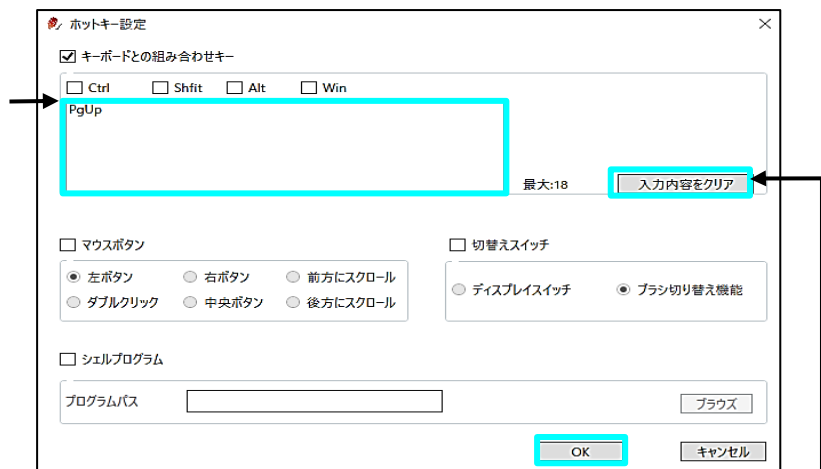 ホットキー設定
キーボードとの組み合わせキー
Ctrl Shfit Alt Win
PgUp
最大:18 入力内容をクリア
マウスボタン 切替えスイッチ
左ボタン 右ボタン 前方にスクロール
ディスプレイスイッチ ブラシ切り替え機能
ダブルクリック 中央ボタン 後方にスクロール
シェルプログラム
プログラムパス ブラウズ
OK キャンセル